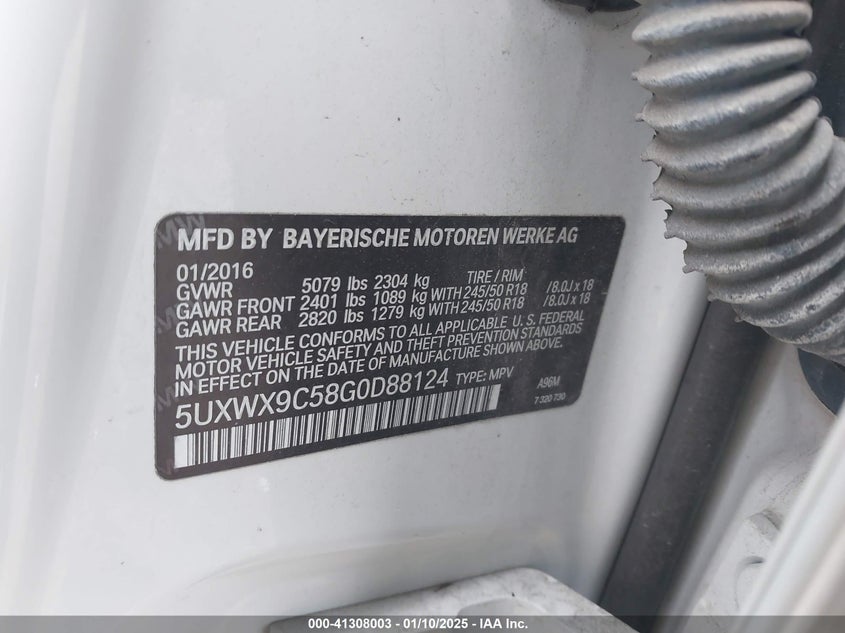 MFD BY BAYERISCHE MOTOREN WERKE AG
01/2016
GVWR 5079 lbs 2304 kg TIRE / RIM
GAWR FRONT 2401 lbs 1089 kg WITH 245/50 R18 /8.0J x 18
GAWR REAR 2820 lbs 1279 kg WITH 245/50 R18 /8.0J x 18
THIS VEHICLE CONFORMS TO ALL APPLICABLE U. S. FEDERAL
MOTOR VEHICLE SAFETY AND THEFT PREVENTION STANDARDS
IN EFFECT ON THE DATE OF MANUFACTURE SHOWN ABOVE.
5UXWX9C58G0D88124 TYPE: MPV A96M
7 320 730
000-41308003 - 01/10/2025 - IAA Inc.